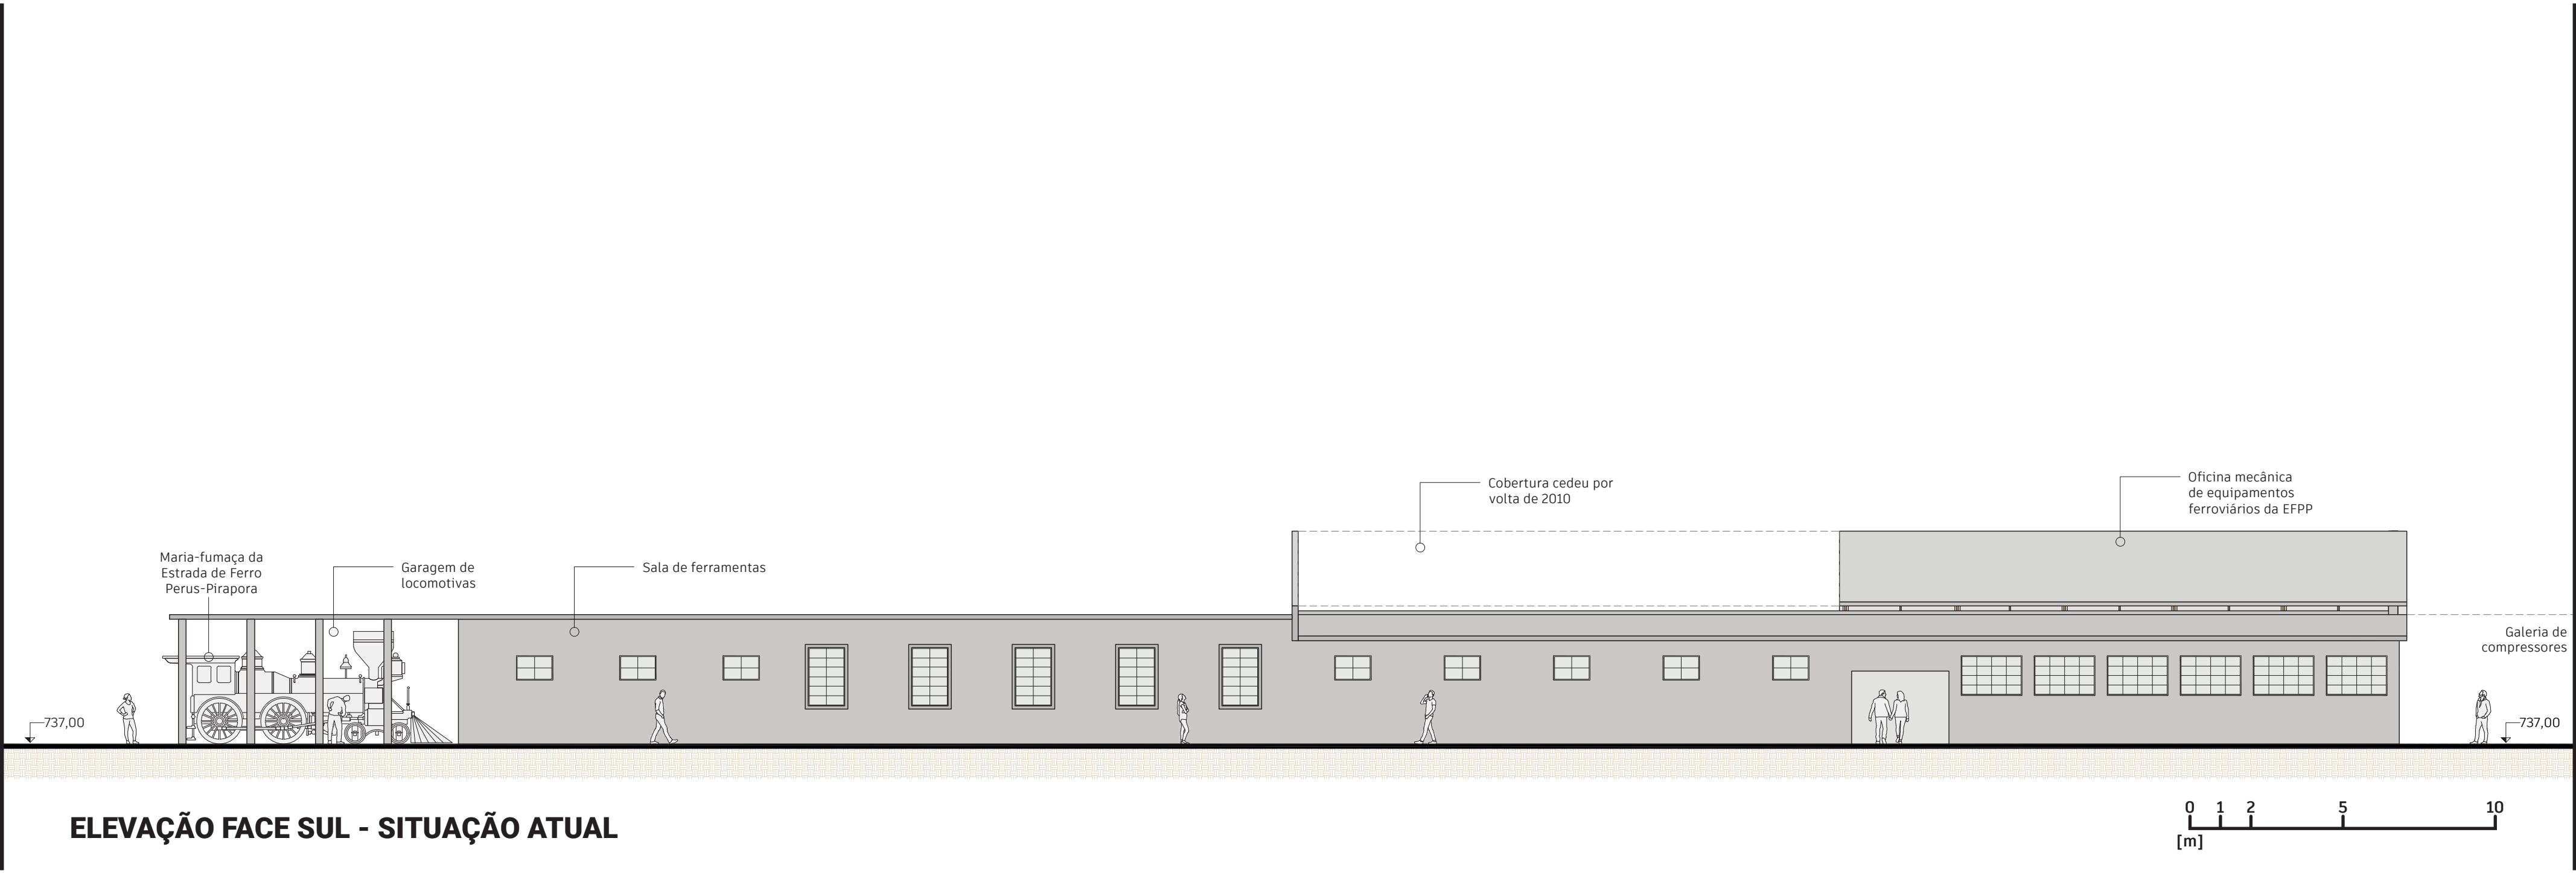 Cobertura cedeu por
volta de 2010
Oficina mecânica
de equipamentos
ferroviários da EFPP
Maria-fumaça da
Estrada de Ferro
Perus-Pirapora
Garagem de
locomotivas
Sala de ferramentas
Galeria de
compressores
737,00
737,00
ELEVAÇÃO FACE SUL - SITUAÇÃO ATUAL
0 1 2 5 10
[m]